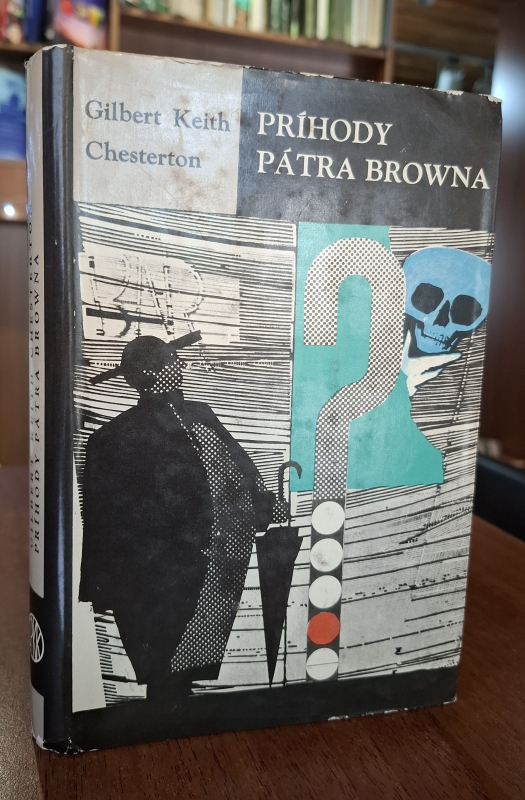 Gilbert Keith
Chesterton
PRÍHODY
PÁTRA BROWNA
PRÍHODY PÁTRA BROWNA